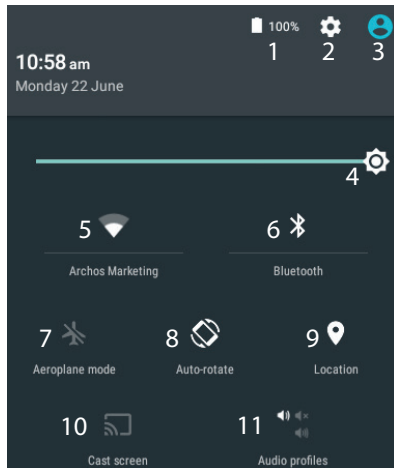 100%
1 2 3
10:58 am
Monday 22 June
4
5 6
Archos Marketing Bluetooth
7 8 9
Aeroplane mode Auto-rotate Location
10 11
Cast screen Audio profiles